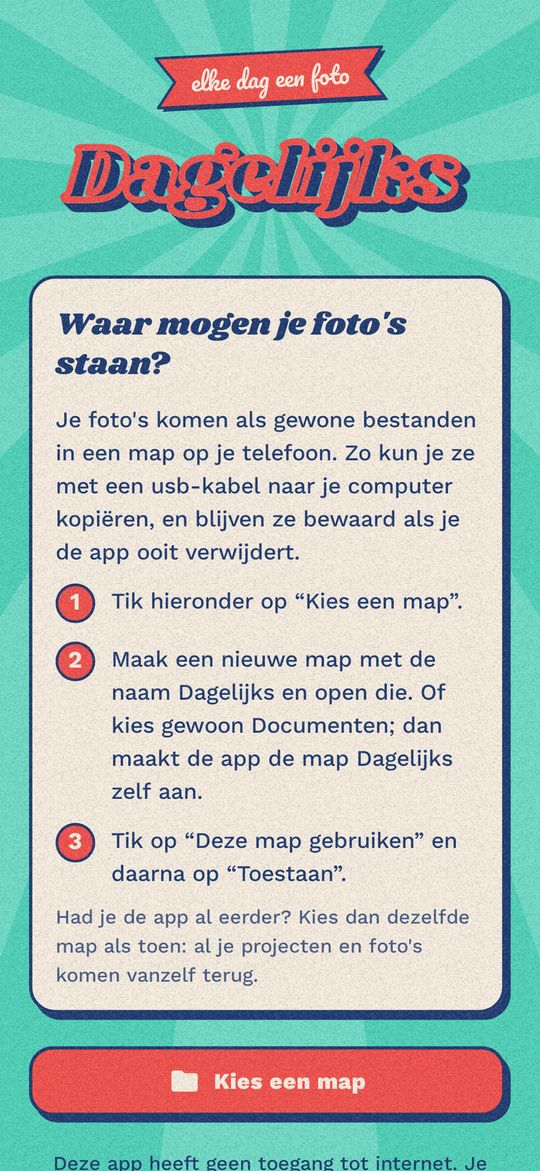 elke dag een foto
Dagelijks
Waar mogen je foto's
staan?
Je foto's komen als gewone bestanden
in een map op je telefoon. Zo kun je ze
met een usb-kabel naar je computer
kopiëren, en blijven ze bewaard als je
de app ooit verwijdert.
1 Tik hieronder op “Kies een map”.
2 Maak een nieuwe map met de
naam Dagelijks en open die. Of
kies gewoon Documenten; dan
maakt de app de map Dagelijks
zelf aan.
3 Tik op “Deze map gebruiken” en
daarna op “Toestaan”.
Had je de app al eerder? Kies dan dezelfde
map als toen: al je projecten en foto's
komen vanzelf terug.
Kies een map
Deze app heeft geen toegang tot internet. Je